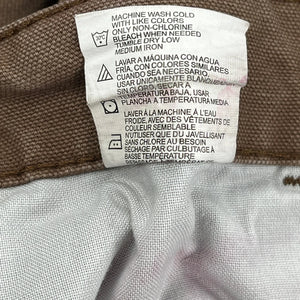 MACHINE WASH COLD
WITH LIKE COLORS
ONLY NON-CLORINE
BLEACH WHEN NEEDED
TUMBLE DRY LOW
MEDIUM IRON
LAVAR A MÁQUINA CON AGUA
FRIA, CON COLORES SIMILARES
CUANDO SEA NECESARIO.
USAR BLANQUEADOR
SIN CLORO, SECAR A
TEMPERATURA BAJA, USAR
PLANCHA A TEMPERATURA MEDIA.
LAVER À LA MACHINE À L'EAU
FROIDE, AVEC DES VÊTEMENTS DE
COULEUR SEMBLABLE
N'UTILISER QUE DU JAVELLISANT
SANS CHLORE AU BESOIN
SÉCHAGE PAR CULBUTAGE À
BASSE TEMPÉRATURE